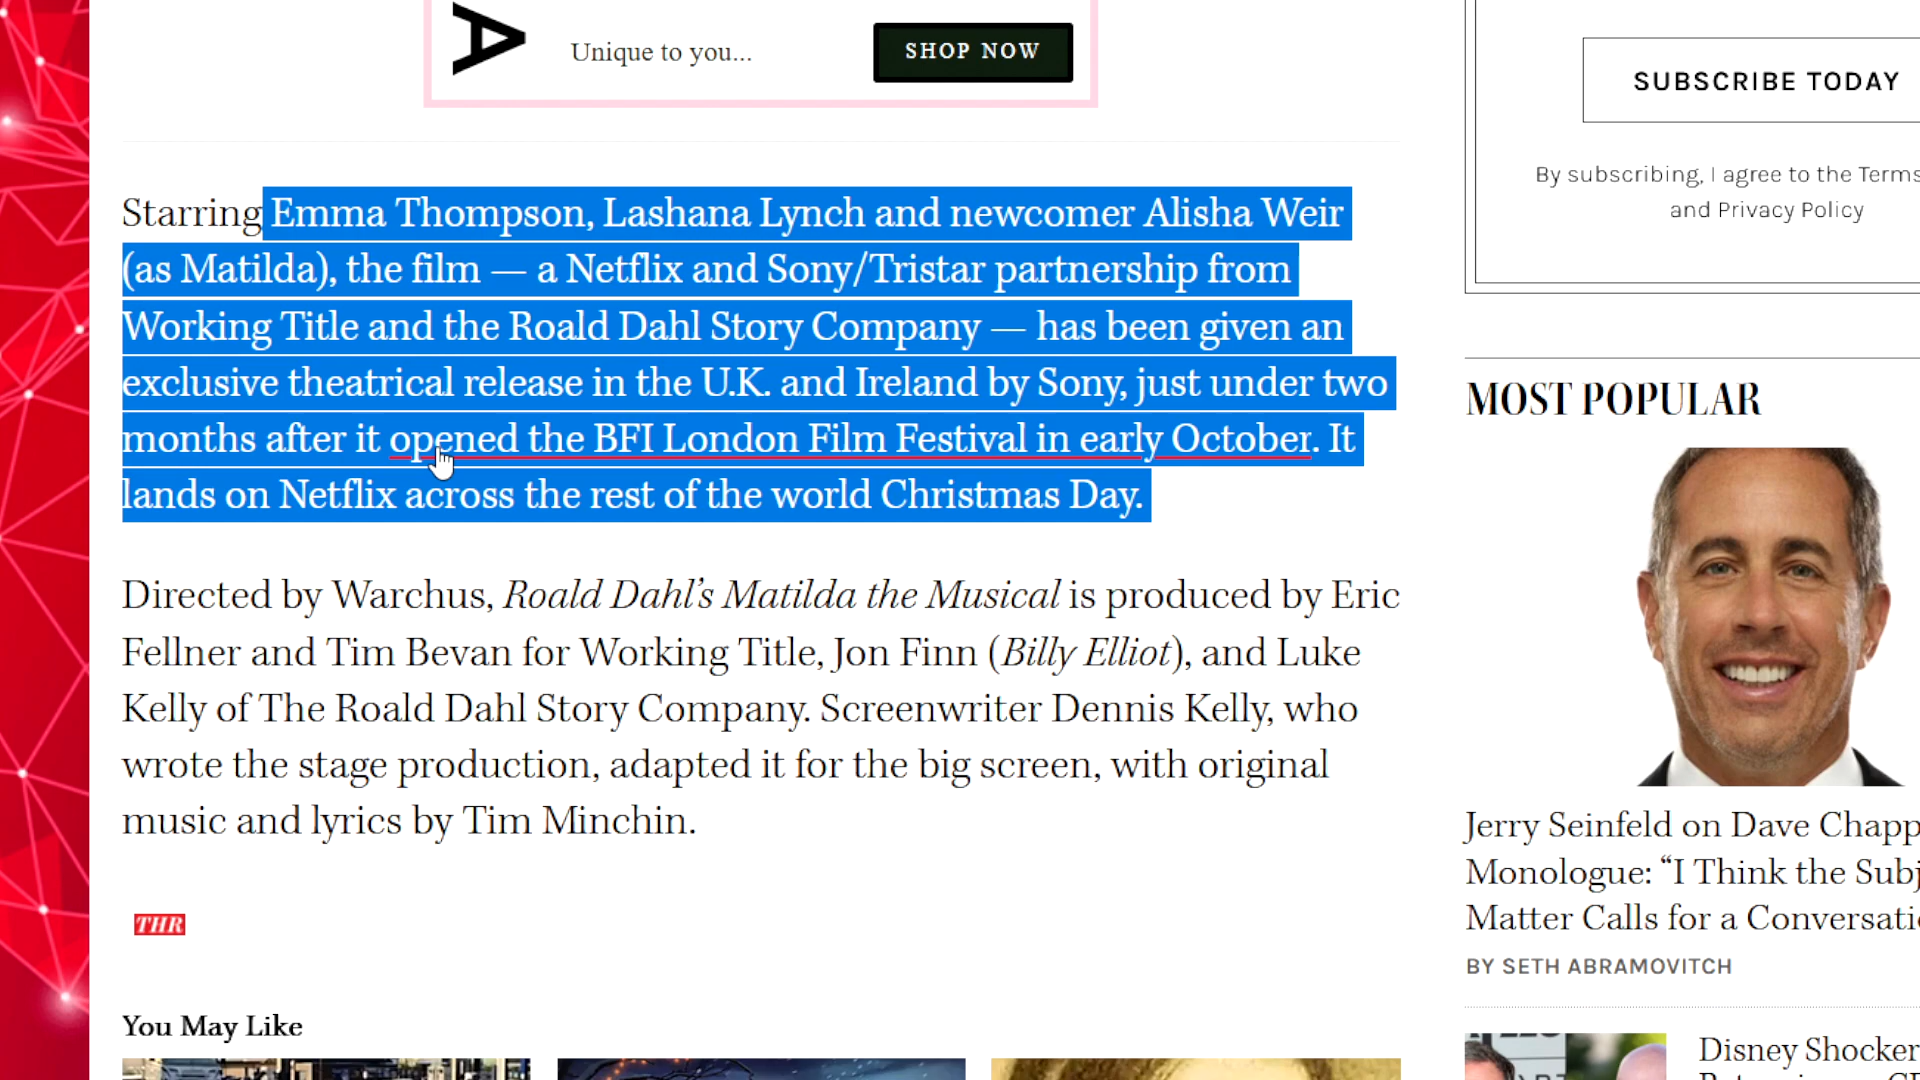 Unique to you...
SHOP NOW
SUBSCRIBE TODAY
By subscribing, I agree to the Terms
and Privacy Policy
Starring Emma Thompson, Lashana Lynch and newcomer Alisha Weir
(as Matilda), the film — a Netflix and Sony/Tristar partnership from
Working Title and the Roald Dahl Story Company — has been given an
exclusive theatrical release in the U.K. and Ireland by Sony, just under two
months after it opened the BFI London Film Festival in early October. It
lands on Netflix across the rest of the world Christmas Day.
Directed by Warchus, Roald Dahl’s Matilda the Musical is produced by Eric
Fellner and Tim Bevan for Working Title, Jon Finn (Billy Elliot), and Luke
Kelly of The Roald Dahl Story Company. Screenwriter Dennis Kelly, who
wrote the stage production, adapted it for the big screen, with original
music and lyrics by Tim Minchin.
THR
You May Like
MOST POPULAR
Jerry Seinfeld on Dave Chapp
Monologue: “I Think the Subj
Matter Calls for a Conversati
BY SETH ABRAMOVITCH
Disney Shocker